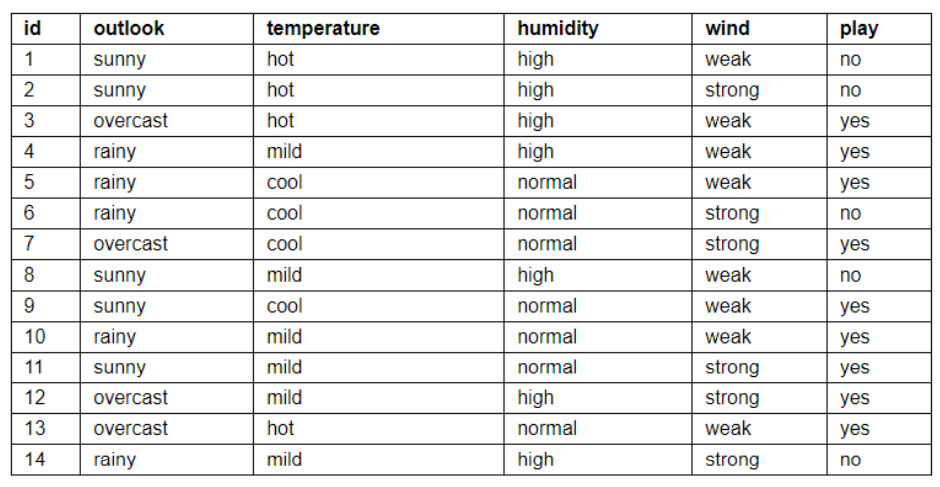 id outlook temperature humidity wind play
1 sunny hot high weak no
2 sunny hot high strong no
3 overcast hot high weak yes
4 rainy mild high weak yes
5 rainy cool normal weak yes
6 rainy cool normal strong no
7 overcast cool normal strong yes
8 sunny mild high weak no
9 sunny cool normal weak yes
10 rainy mild normal weak yes
11 sunny mild normal strong yes
12 overcast mild high strong yes
13 overcast hot normal weak yes
14 rainy mild high strong no